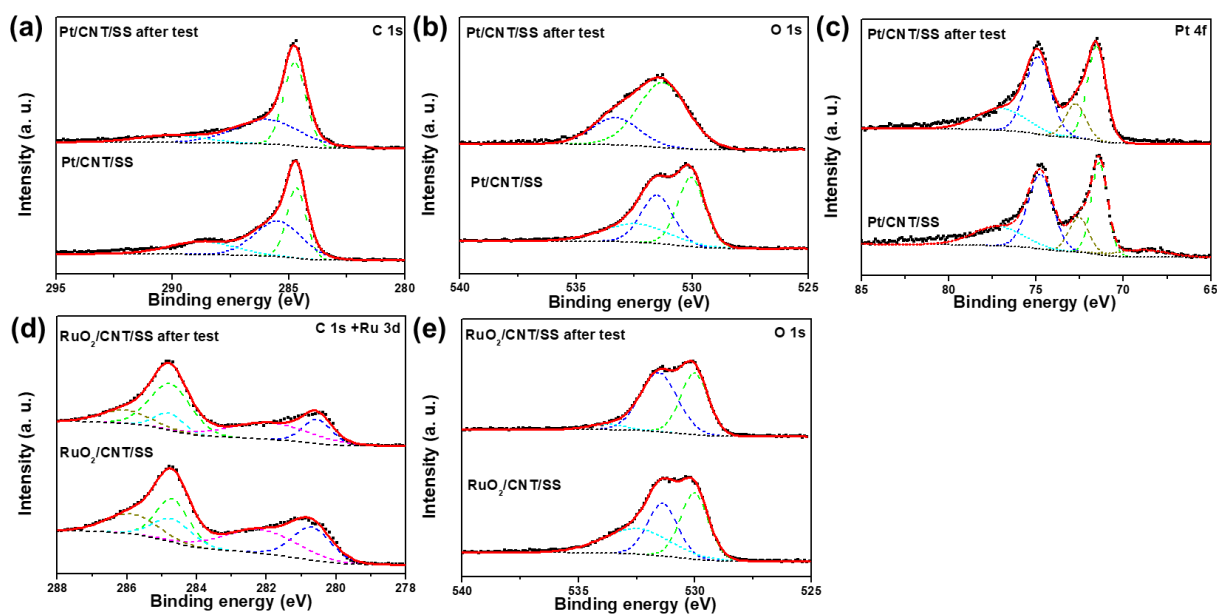 (a)
Pt/CNT/SS after test
C 1s
Pt/CNT/SS
Intensity (a. u.)
295 290 285 280
Binding energy (eV)
(b)
Pt/CNT/SS after test
O 1s
Pt/CNT/SS
Intensity (a. u.)
540 535 530 525
Binding energy (eV)
(c)
Pt/CNT/SS after test
Pt 4f
Pt/CNT/SS
Intensity (a. u.)
85 80 75 70 65
Binding energy (eV)
(d)
C 1s +Ru 3d
RuO₂/CNT/SS after test
RuO₂/CNT/SS
Intensity (a. u.)
288 286 284 282 280 278
Binding energy (eV)
(e)
RuO₂/CNT/SS after test
O 1s
RuO₂/CNT/SS
Intensity (a. u.)
540 535 530 525
Binding energy (eV)